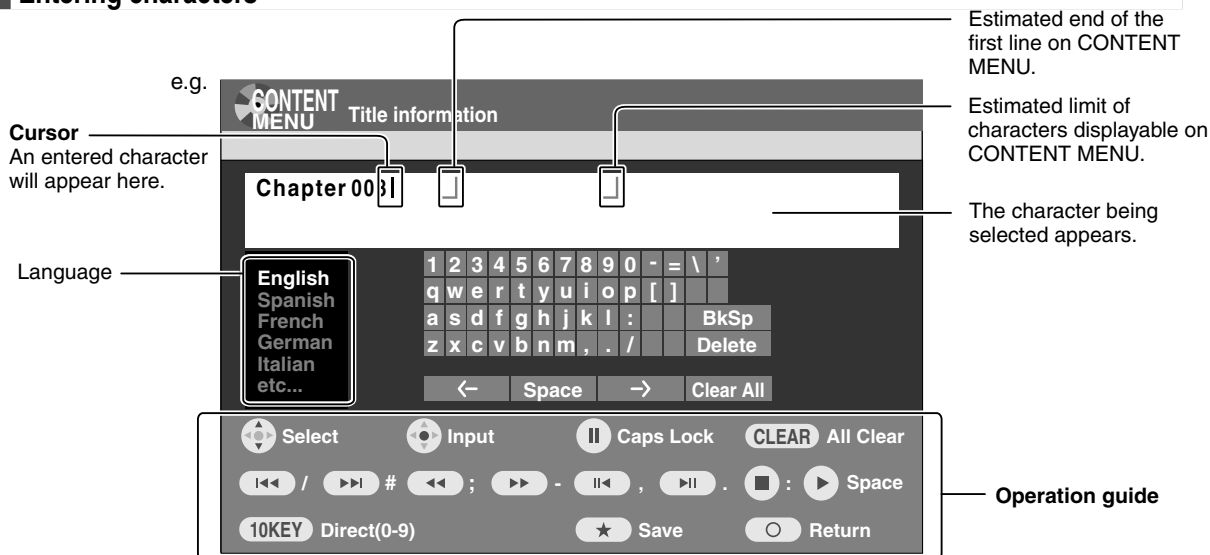 Entering characters
Estimated end of the
first line on CONTENT
MENU.
e.g.
CONTENT
MENU Title information
Estimated limit of
characters displayable on
CONTENT MENU.
Cursor
An entered character
will appear here.
Chapter 003
The character being
selected appears.
Language
English
Spanish
French
German
Italian
etc...
1 2 3 4 5 6 7 8 9 0 - = \ '
q w e r t y u i o p [ ]
a s d f g h j k l : BkSp
z x c v b n m , . / Delete
Space Clear All
Select Input Caps Lock CLEAR All Clear
/ # ; - , . : Space
10KEY Direct(0-9) Save Return
Operation guide